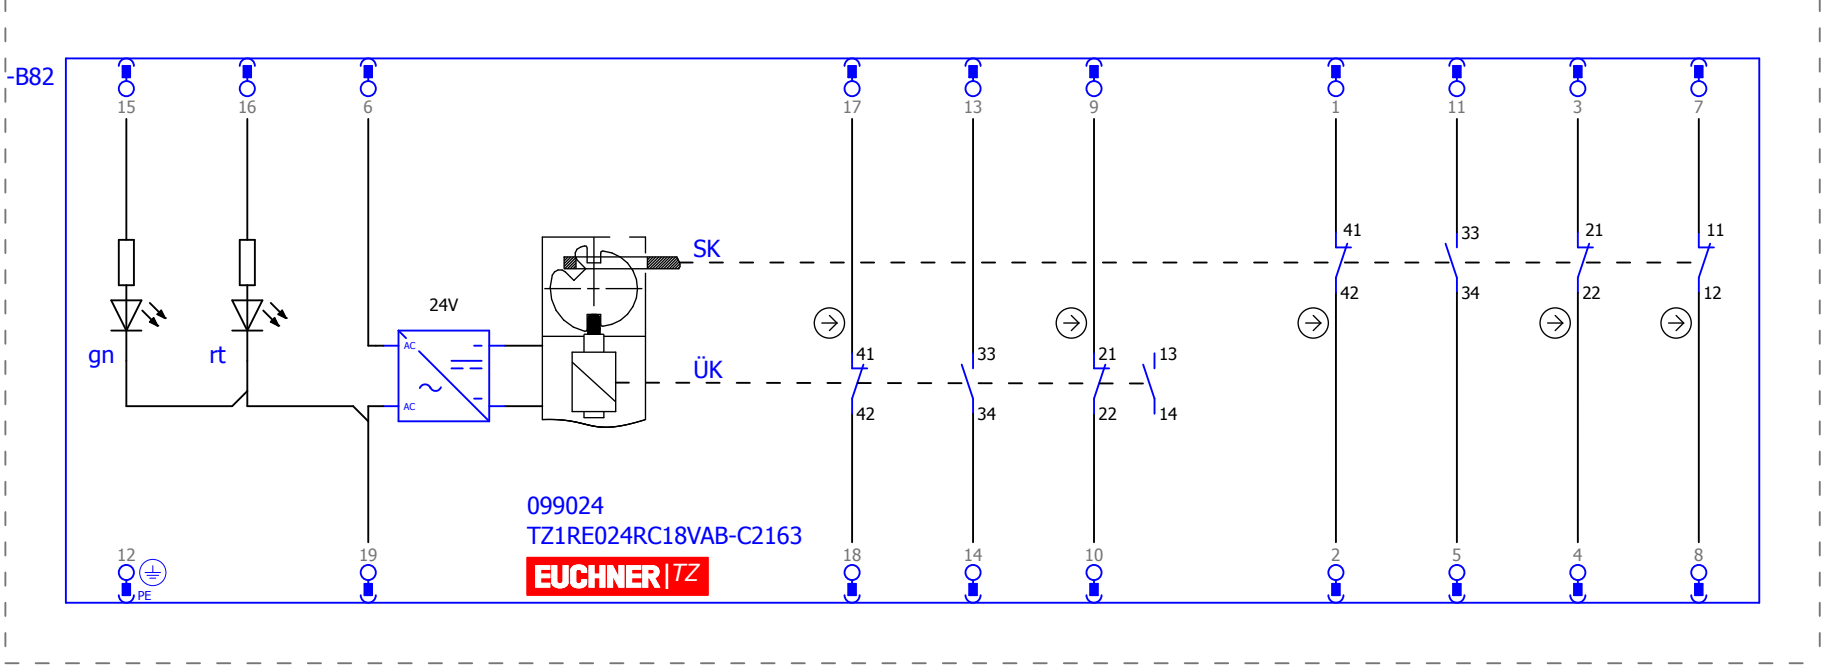 -B82
15 16 6 17 13 9 1 11 3 7
SK
41 33 21 11
42 34 22 12
24V
gn rt
AC
AC
ÜK
41 33 21 13
42 34 22 14
099024
TZ1RE024RC18VAB-C2163
EUCHNER|TZ
12 19 18 14 10 2 5 4 8
PE